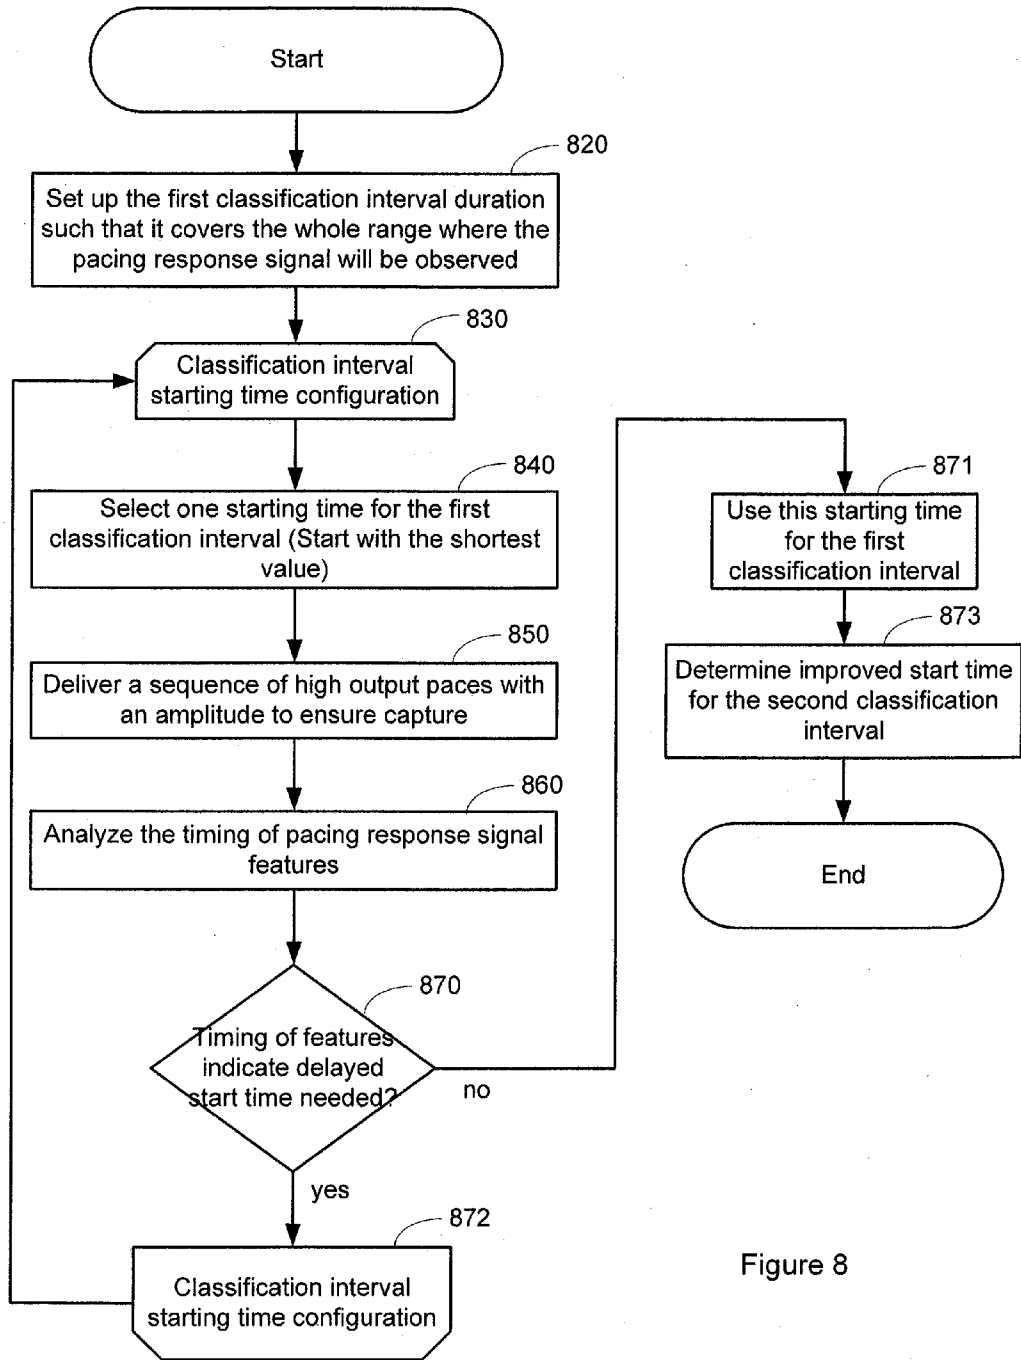 Start
820
Set up the first classification interval duration
such that it covers the whole range where the
pacing response signal will be observed
830
Classification interval
starting time configuration
840
Select one starting time for the first
classification interval (Start with the shortest
value)
850
Deliver a sequence of high output paces with
an amplitude to ensure capture
860
Analyze the timing of pacing response signal
features
870
Timing of features
indicate delayed
start time needed?
no
yes
872
Classification interval
starting time configuration
871
Use this starting time
for the first
classification interval
873
Determine improved start time
for the second classification
interval
End
Figure 8